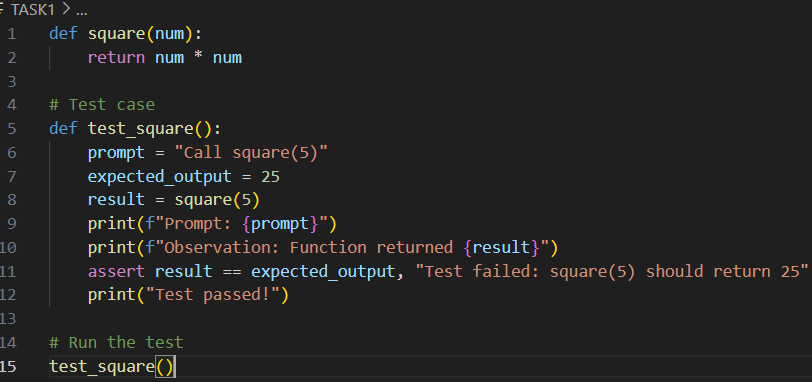 TASK1 > ...
1 def square(num):
2     return num * num
3
4 # Test case
5 def test_square():
6     prompt = "Call square(5)"
7     expected_output = 25
8     result = square(5)
9     print(f"Prompt: {prompt}")
10     print(f"Observation: Function returned {result}")
11     assert result == expected_output, "Test failed: square(5) should return 25"
12     print("Test passed!")
13
14 # Run the test
15 test_square()